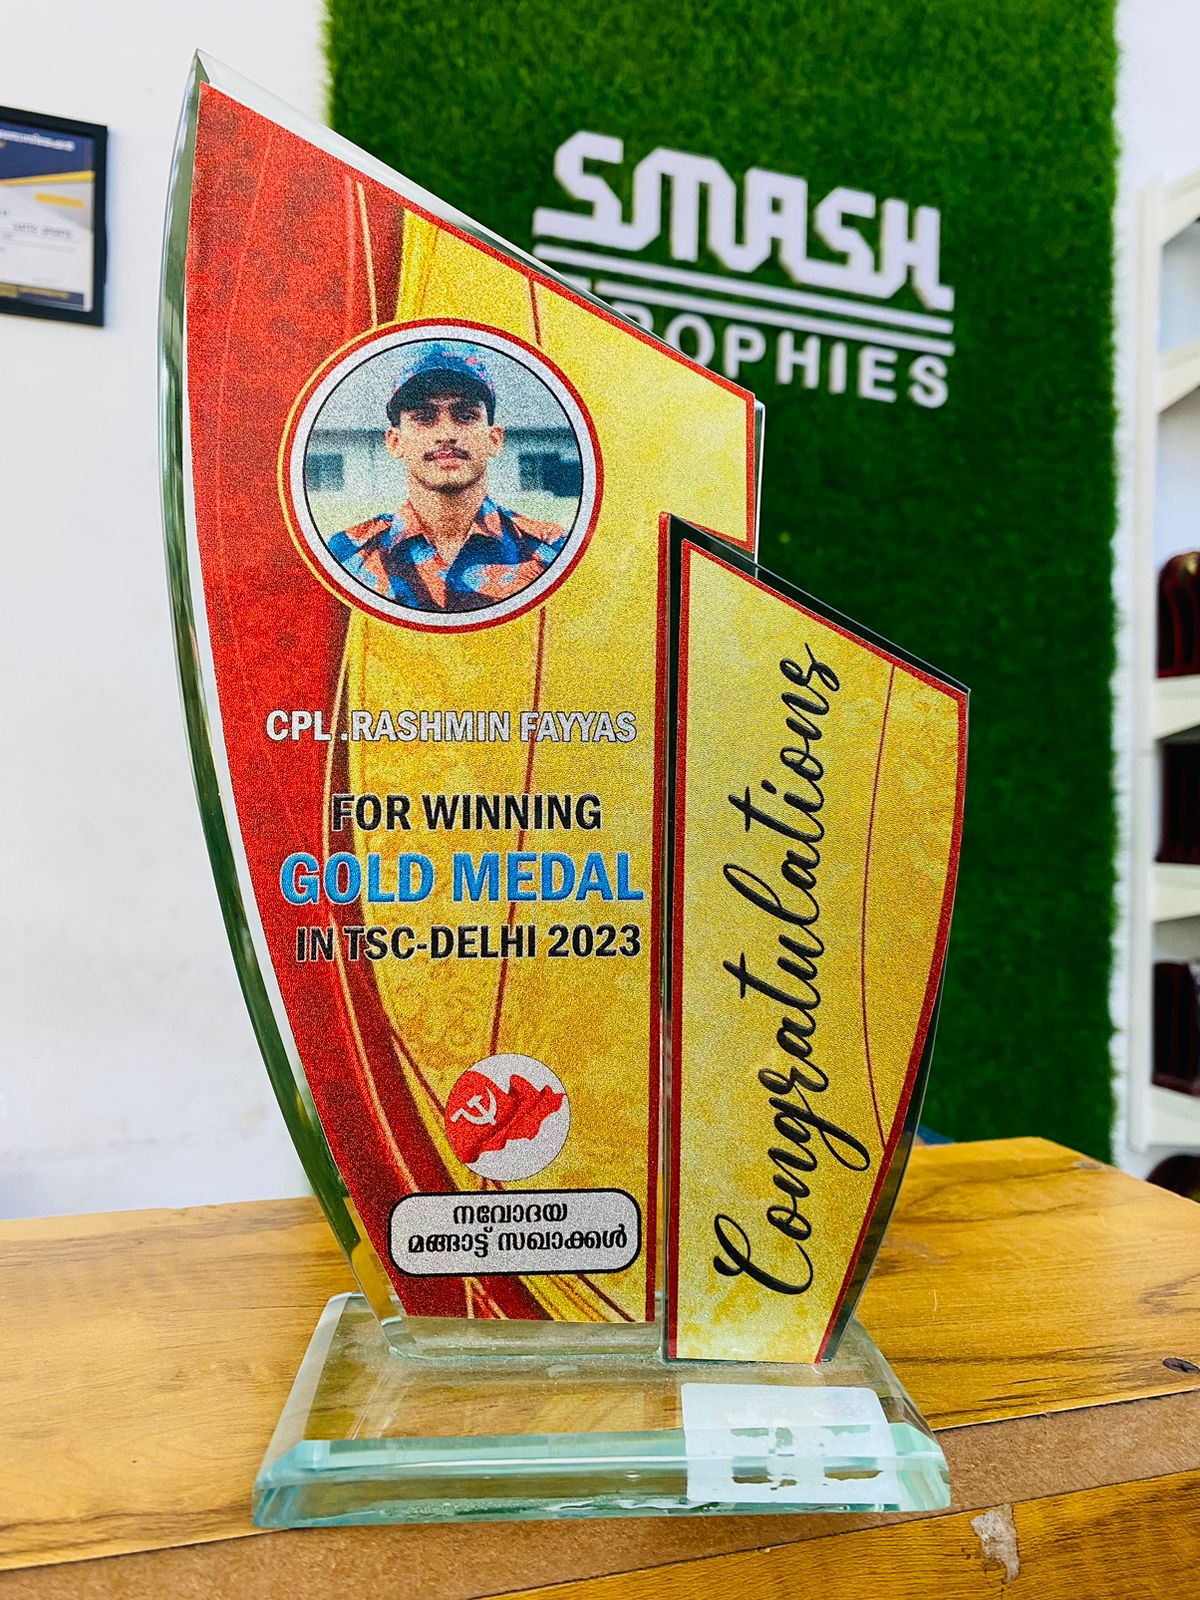 SMASH
TROPHIES
CPL.RASHMIN FAYYAS
FOR WINNING
GOLD MEDAL
IN TSC-DELHI 2023
നവോദയ
മങ്ങാട്ട് സഖാക്കൾ
Congratulations